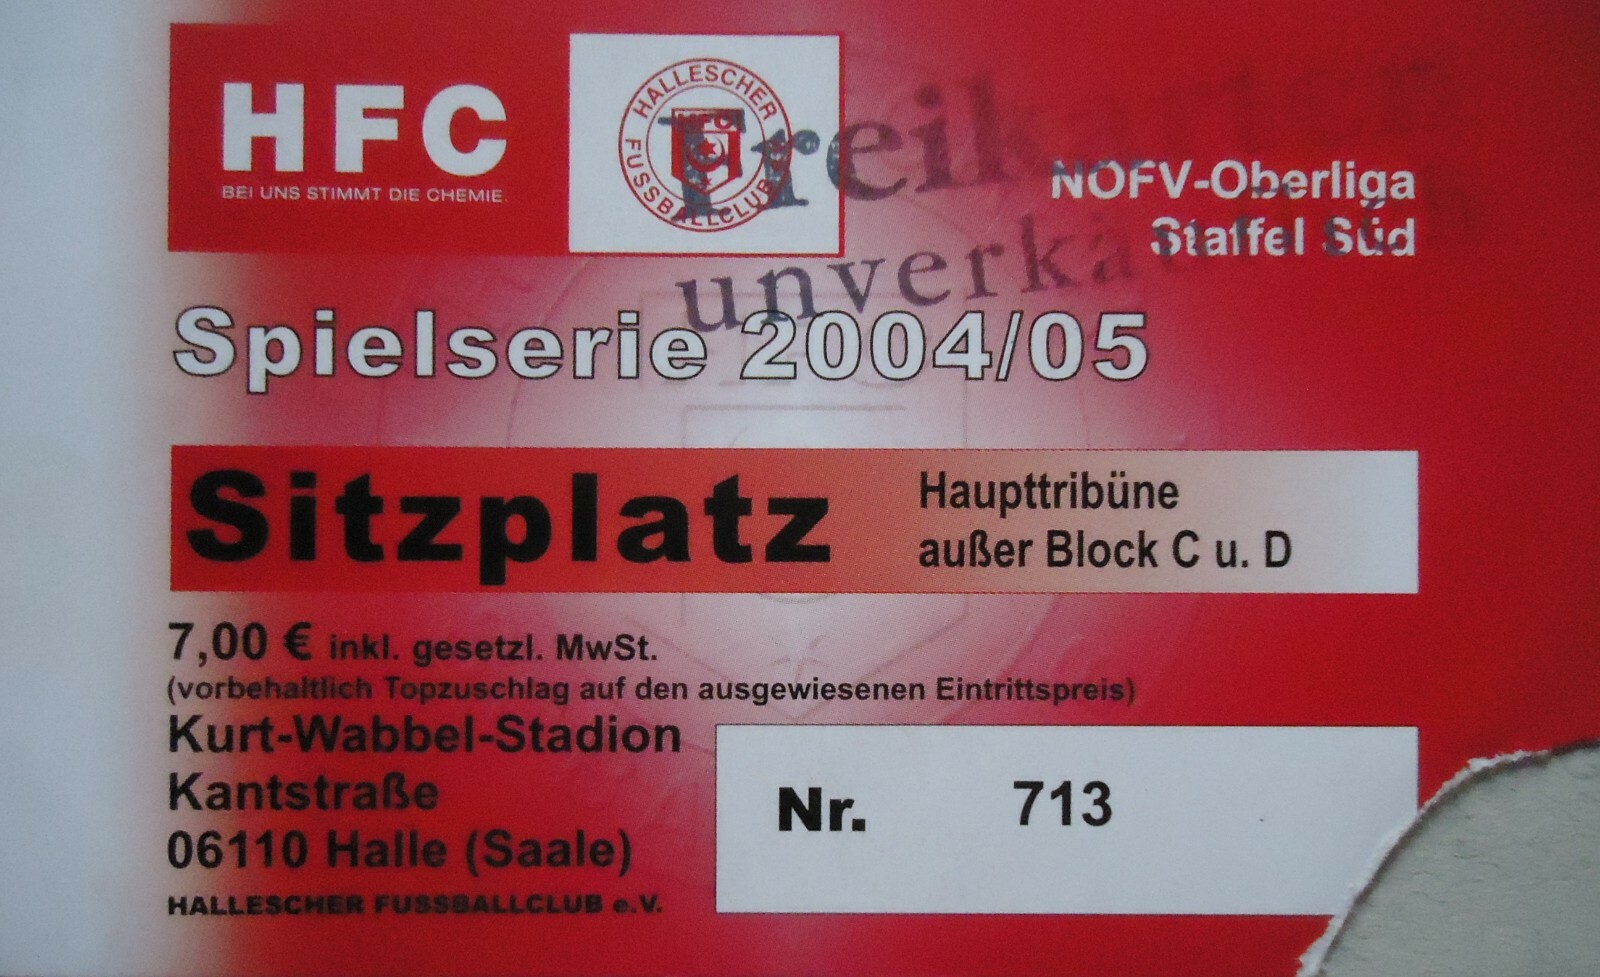 HFC
BEI UNS STIMMT DIE CHEMIE.
HALLESCHER
HFC
FUSSBALLCLUB
NOFV-Oberliga
Staffel Süd
Spielserie 2004/05
Sitzplatz
Haupttribüne
außer Block C u. D
7,00 € inkl. gesetzl. MwSt.
(vorbehaltlich Topzuschlag auf den ausgewiesenen Eintrittspreis)
Kurt-Wabbel-Stadion
Kantstraße
06110 Halle (Saale)
HALLESCHER FUSSBALLCLUB e.V.
Nr. 713